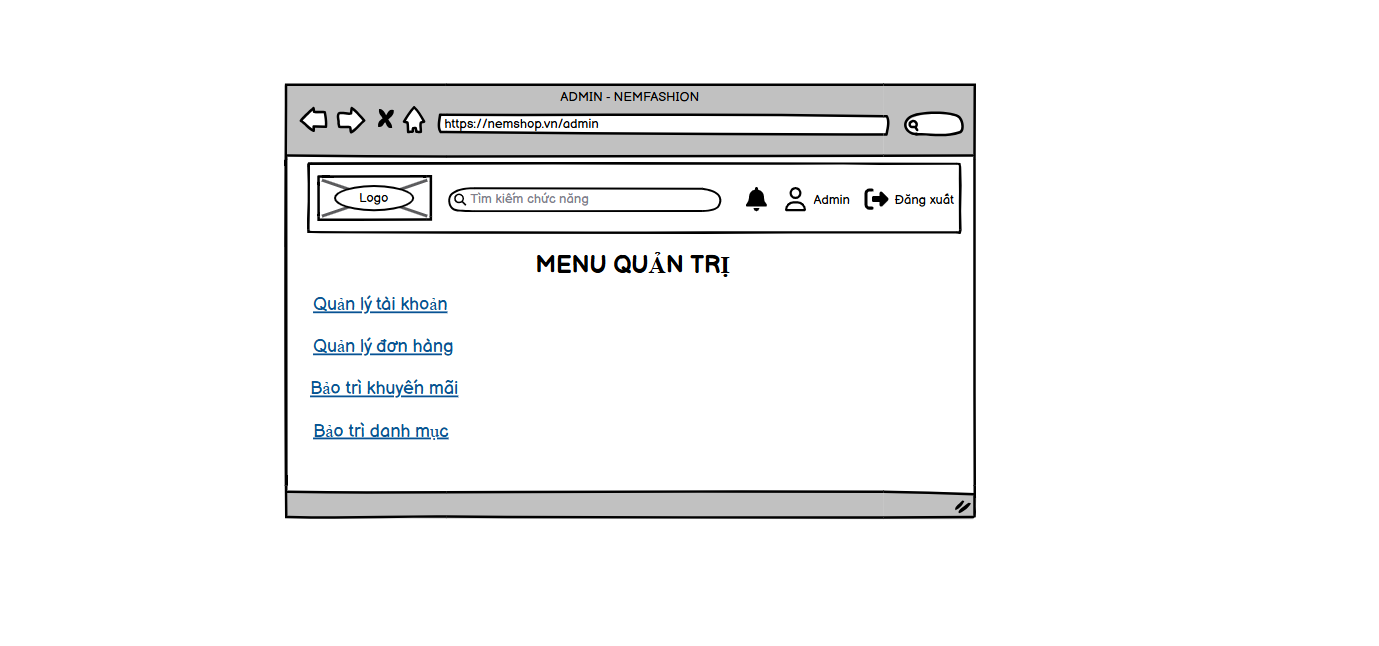 ADMIN - NEMFASHION
https://nemshop.vn/admin
Logo
Tìm kiếm chức năng
Admin
Đăng xuất
MENU QUẢN TRỊ
Quản lý tài khoản
Quản lý đơn hàng
Bảo trì khuyến mãi
Bảo trì danh mục